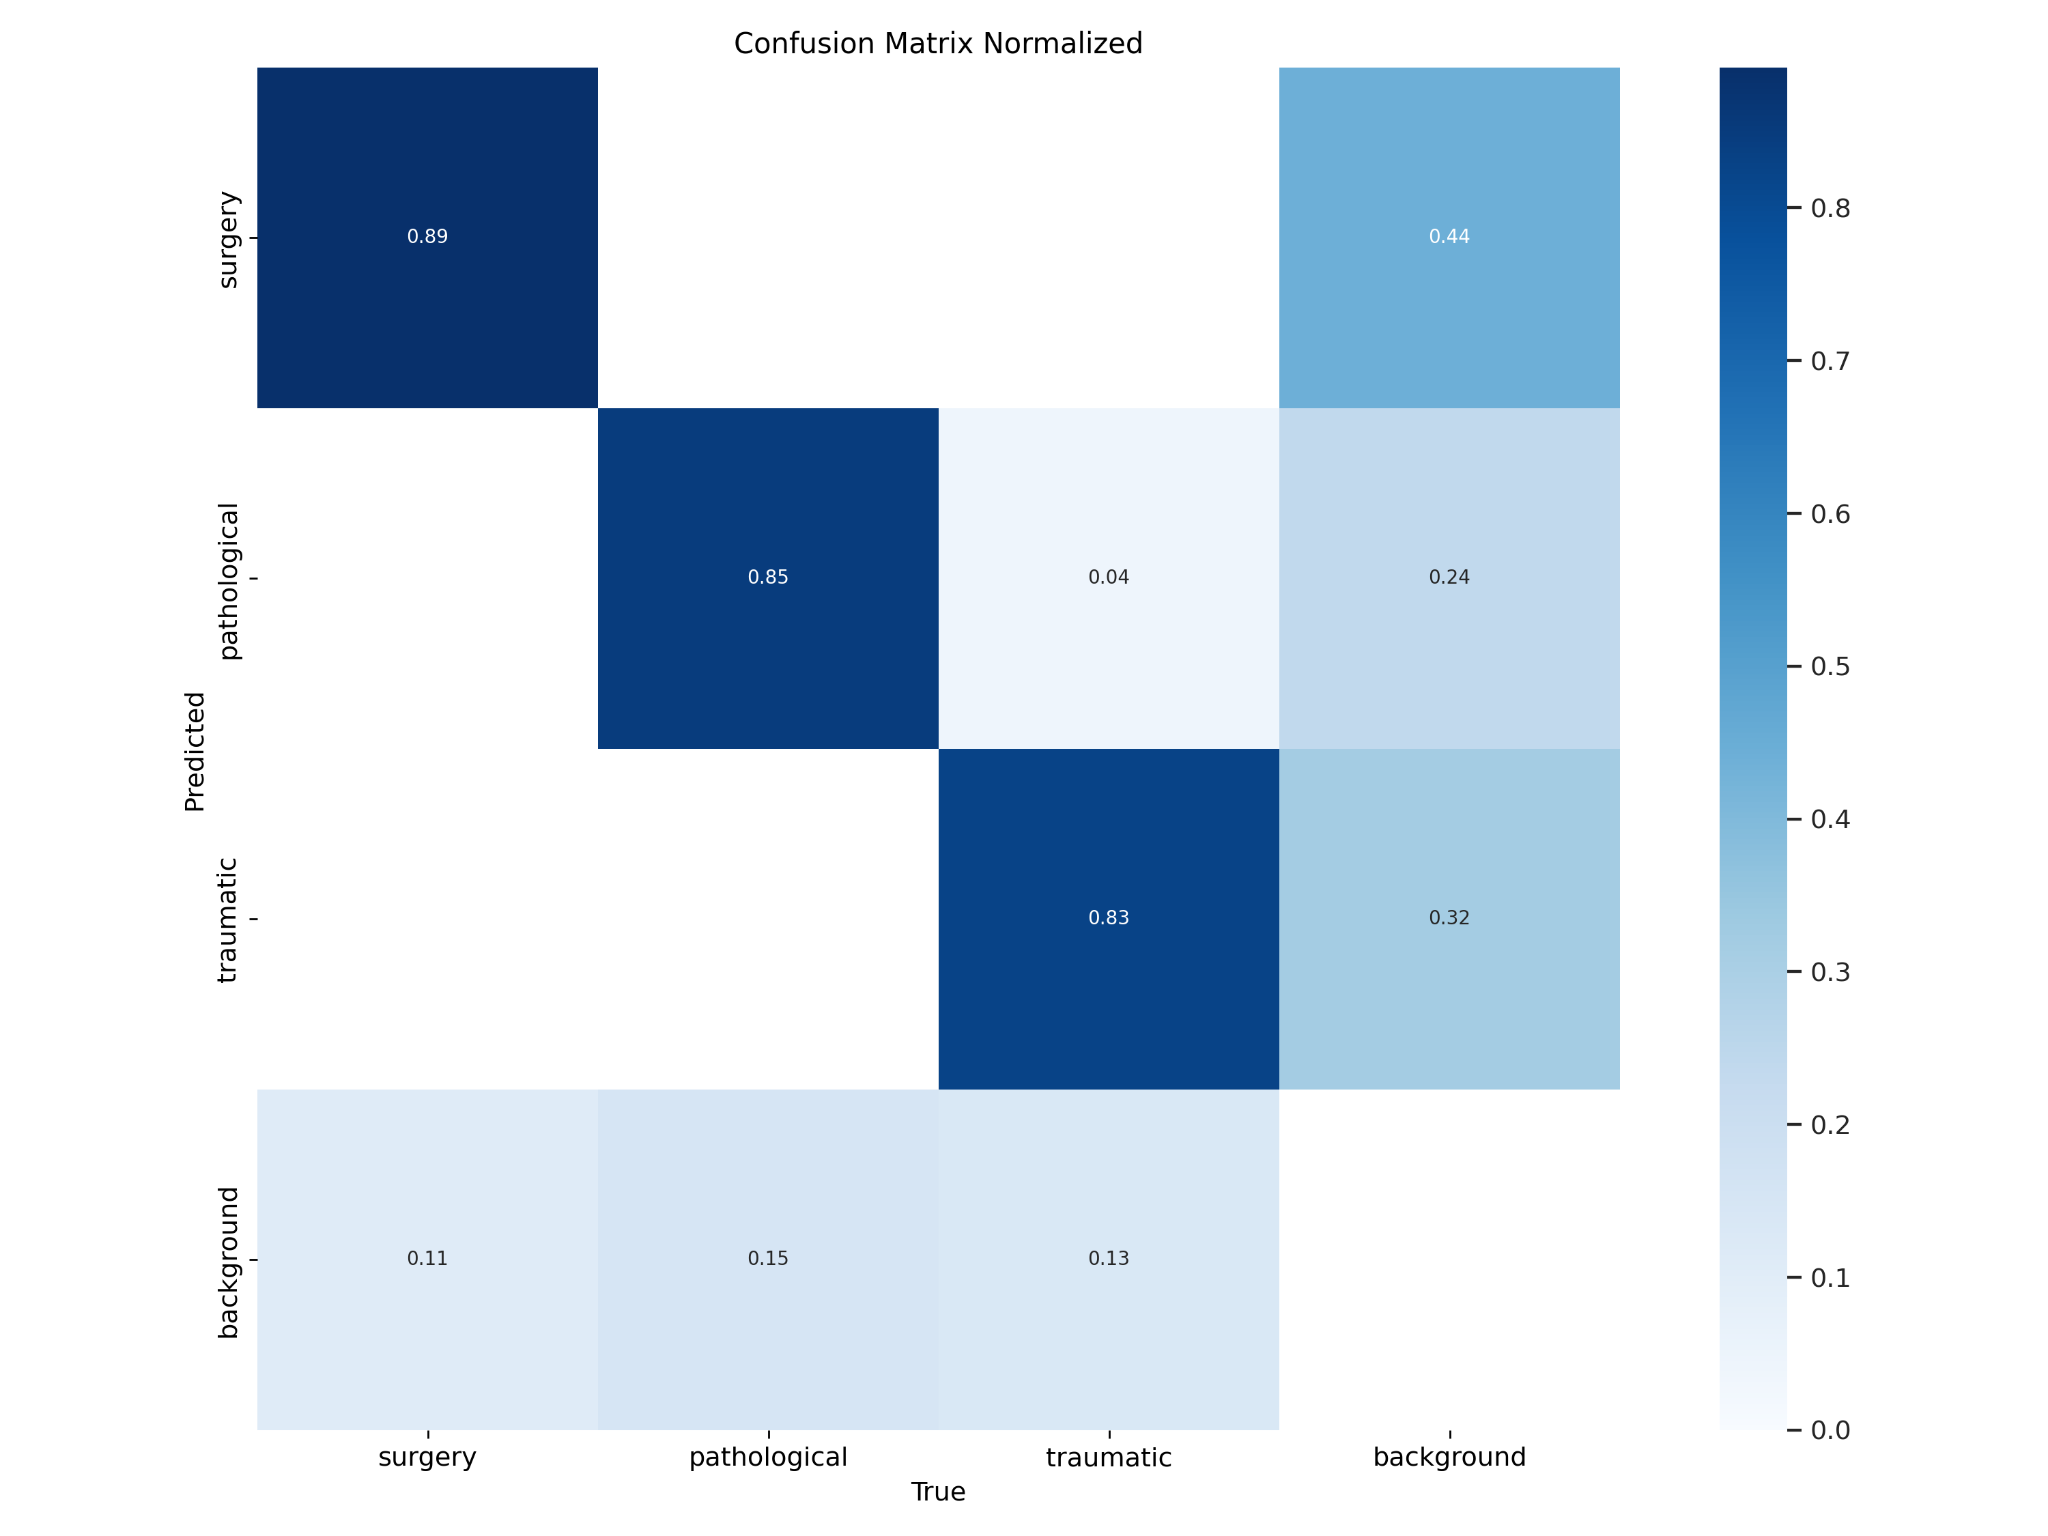 Confusion Matrix Normalized
surgery
0.89
0.44
pathological
0.85
0.04
0.24
traumatic
0.83
0.32
background
0.11
0.15
0.13
Predicted
surgery
pathological
traumatic
background
True
0.8
0.7
0.6
0.5
0.4
0.3
0.2
0.1
0.0